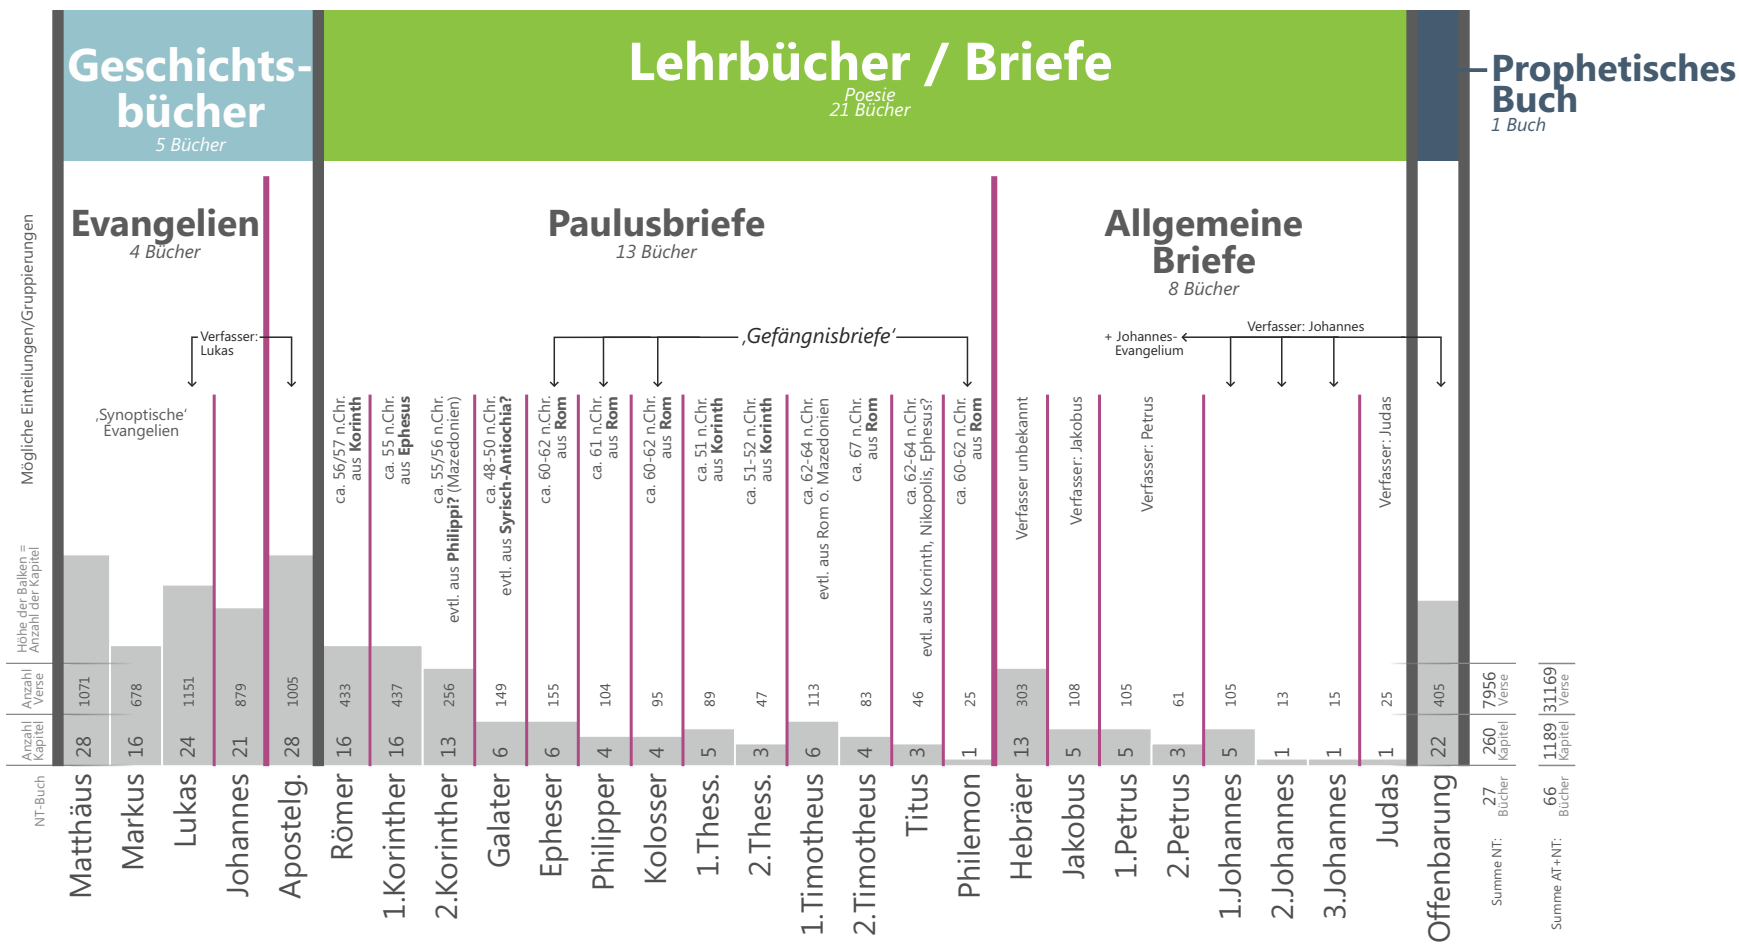 Geschichts-
bücher
5 Bücher
Lehrbücher / Briefe
Poesie
21 Bücher
Prophetisches
Buch
1 Buch
Mögliche Einteilungen/Gruppierungen
Evangelien
4 Bücher
Paulusbriefe
13 Bücher
Allgemeine
Briefe
8 Bücher
Verfasser:
Lukas
‚Gefängnisbriefe‘
+ Johannes-
Evangelium
Verfasser: Johannes
‚Synoptische‘
Evangelien
ca. 56/57 n.Chr.
aus Korinth
ca. 55 n.Chr.
aus Ephesus
ca. 55/56 n.Chr.
evtl. aus Philippi? (Mazedonien)
ca. 48-50 n.Chr.
evtl. aus Syrisch-Antiochia?
ca. 60-62 n.Chr.
aus Rom
ca. 61 n.Chr.
aus Rom
ca. 60-62 n.Chr.
aus Rom
ca. 51 n.Chr.
aus Korinth
ca. 51-52 n.Chr.
aus Korinth
ca. 62-64 n.Chr.
evtl. aus Rom o. Mazedonien
ca. 67 n.Chr.
aus Rom
ca. 62-64 n.Chr.
evtl. aus Korinth, Nikopolis, Ephesus?
ca. 60-62 n.Chr.
aus Rom
Verfasser unbekannt
Verfasser: Jakobus
Verfasser: Petrus
Verfasser: Judas
Höhe der Balken =
Anzahl der Kapitel
Anzahl
Verse
1071
678
1151
879
1005
433
437
256
149
155
104
95
89
47
113
83
46
25
303
108
105
61
105
13
15
25
405
7956
Verse
31169
Verse
Anzahl
Kapitel
28
16
24
21
28
16
16
13
6
6
4
4
5
3
6
4
3
1
13
5
5
3
5
1
1
1
22
260
Kapitel
1189
Kapitel
NT-Buch
Matthäus
Markus
Lukas
Johannes
Apostelg.
Römer
1.Korinther
2.Korinther
Galater
Epheser
Philipper
Kolosser
1.Thess.
2.Thess.
1.Timotheus
2.Timotheus
Titus
Philemon
Hebräer
Jakobus
1.Petrus
2.Petrus
1.Johannes
2.Johannes
3.Johannes
Judas
Offenbarung
27
Bücher
66
Bücher
Summe NT:
Summe AT+NT: